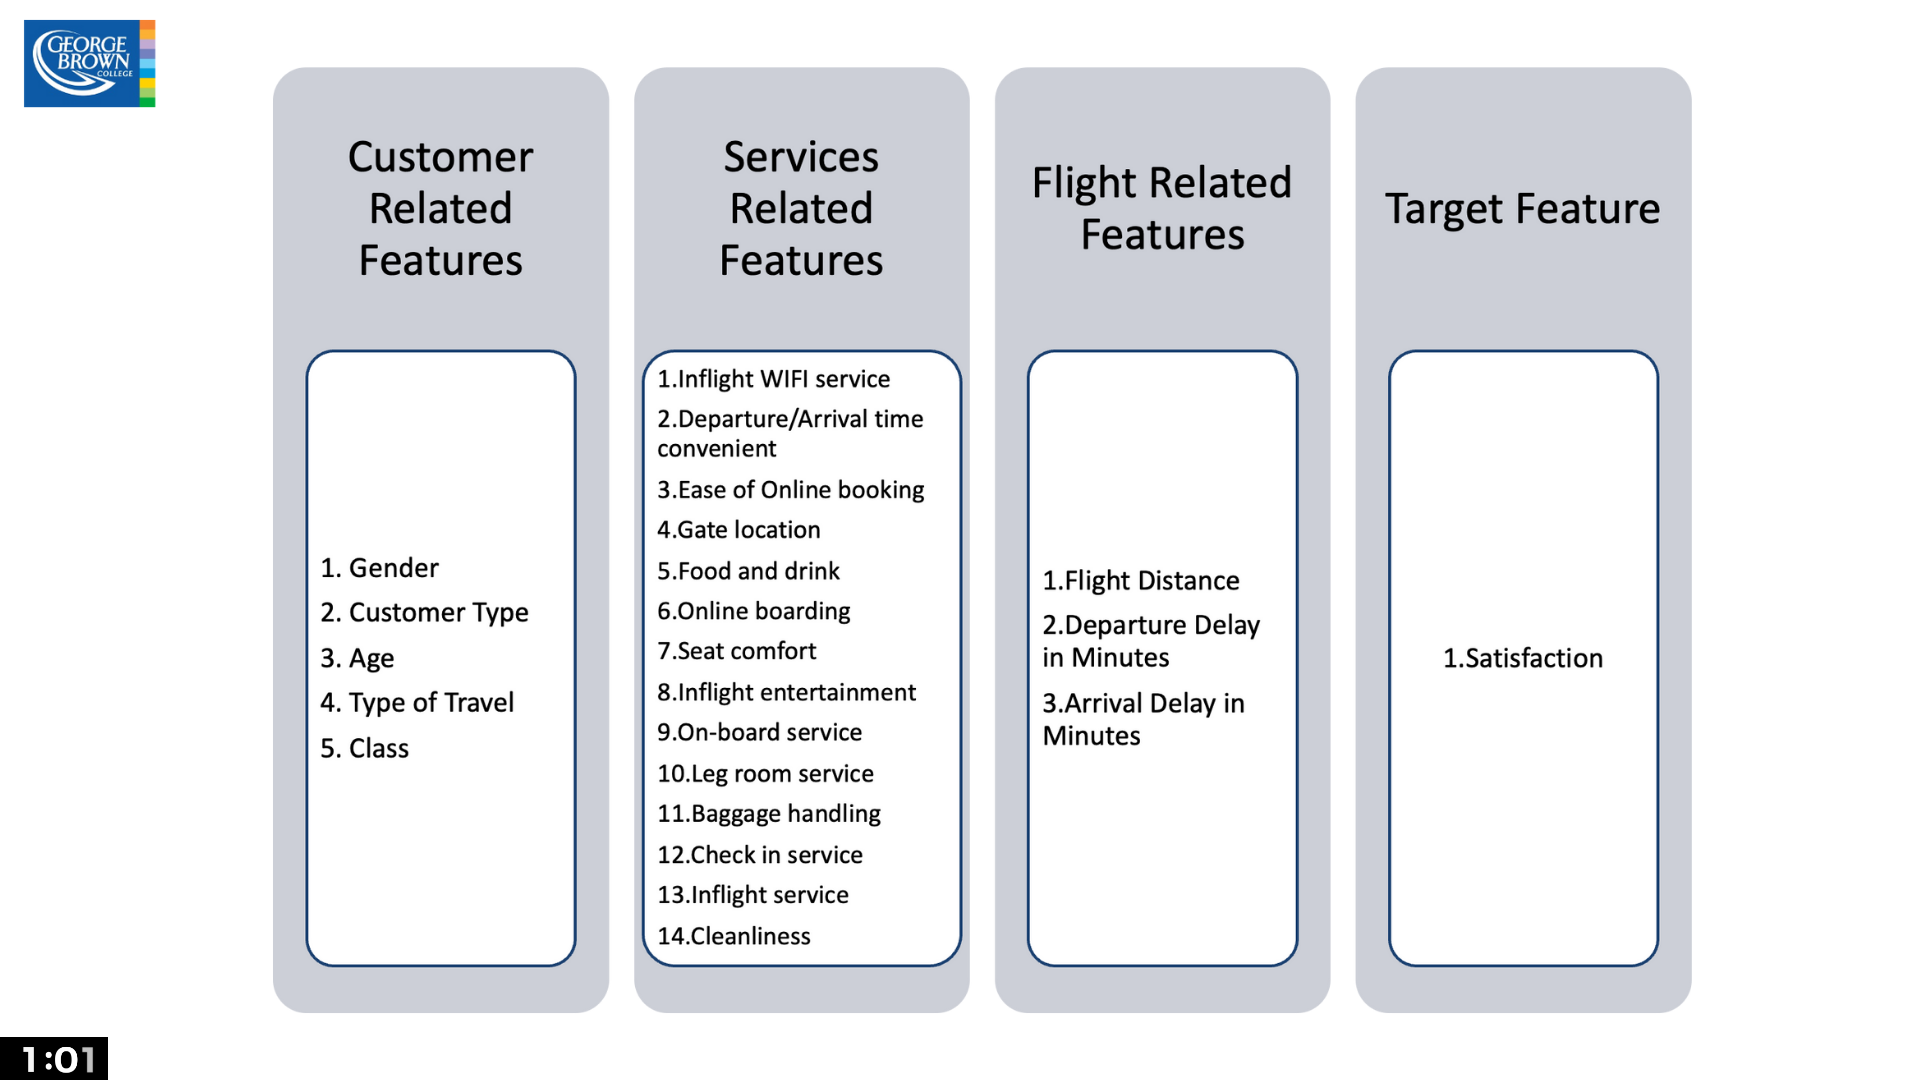 GEORGE
BROWN
COLLEGE
Customer
Related
Features
1. Gender
2. Customer Type
3. Age
4. Type of Travel
5. Class
Services
Related
Features
1.Inflight WIFI service
2.Departure/Arrival time
convenient
3.Ease of Online booking
4.Gate location
5.Food and drink
6.Online boarding
7.Seat comfort
8.Inflight entertainment
9.On-board service
10.Leg room service
11.Baggage handling
12.Check in service
13.Inflight service
14.Cleanliness
Flight Related
Features
1.Flight Distance
2.Departure Delay
in Minutes
3.Arrival Delay in
Minutes
Target Feature
1.Satisfaction
1:01